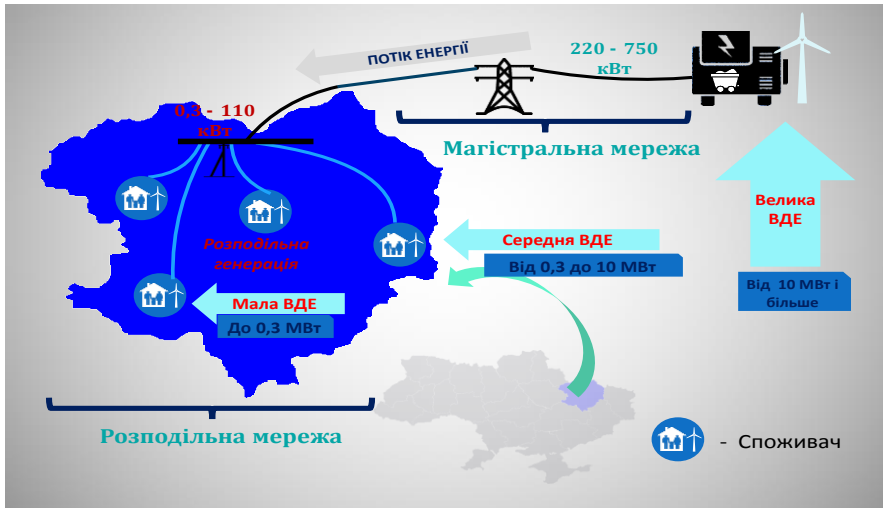 ПОТІК ЕНЕРГІЇ
220 - 750
кВт
0,3 - 110
кВт
Магістральна мережа
Велика
ВДЕ
Розподільна
генерація
Середня ВДЕ
Від 0,3 до 10 МВт
Від 10 МВт і
більше
Мала ВДЕ
До 0,3 МВт
Розподільна мережа
- Споживач